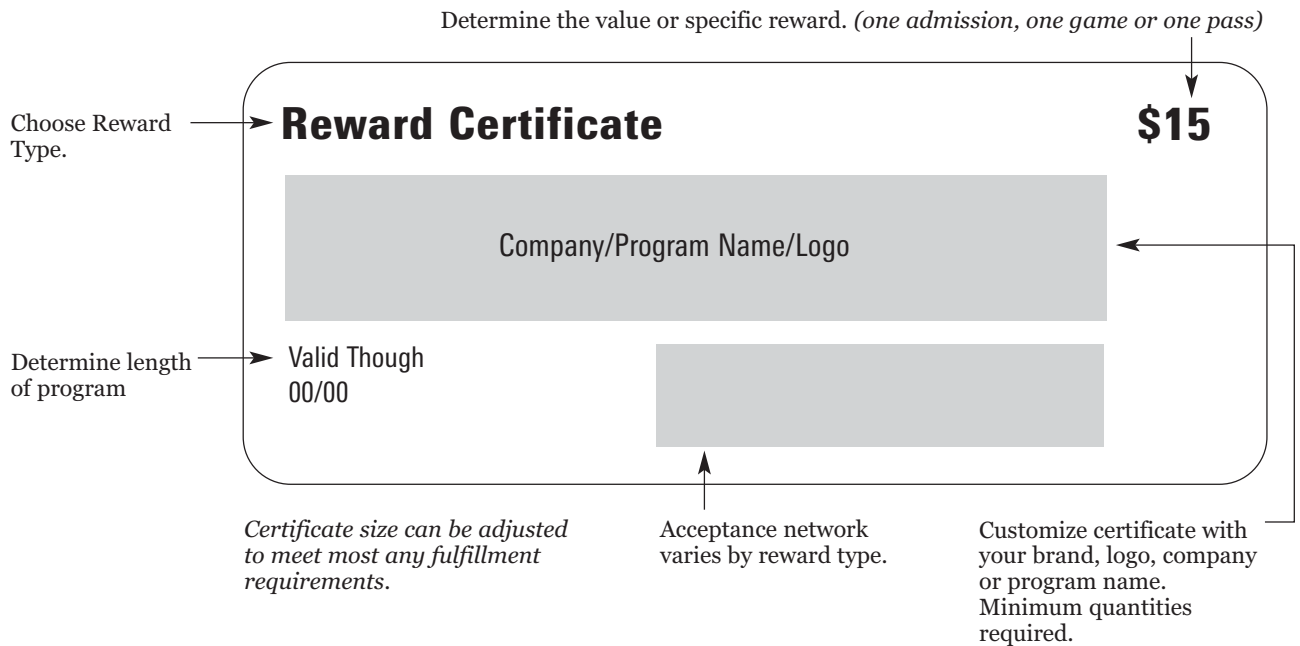 Determine the value or specific reward. (one admission, one game or one pass)
Choose Reward
Type.
Reward Certificate
$15
Company/Program Name/Logo
Determine length
of program
Valid Though
00/00
Certificate size can be adjusted
to meet most any fulfillment
requirements.
Acceptance network
varies by reward type.
Customize certificate with
your brand, logo, company
or program name.
Minimum quantities
required.